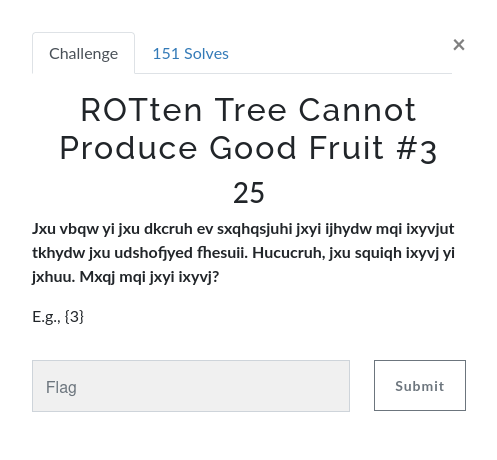 Challenge
151 Solves
×
ROTten Tree Cannot
Produce Good Fruit #3
25
Jxu vbqw yi jxu dkcruh ev sxqhqsjuhi jxyi ijhydw mqi ixyvjut
tkhydw jxu udshofjyed fhesuii. Hucucruh, jxu squiqh ixyvj yi
jxhuu. Mxqj mqi jxyi ixyvj?
E.g., {3}
Flag
Submit